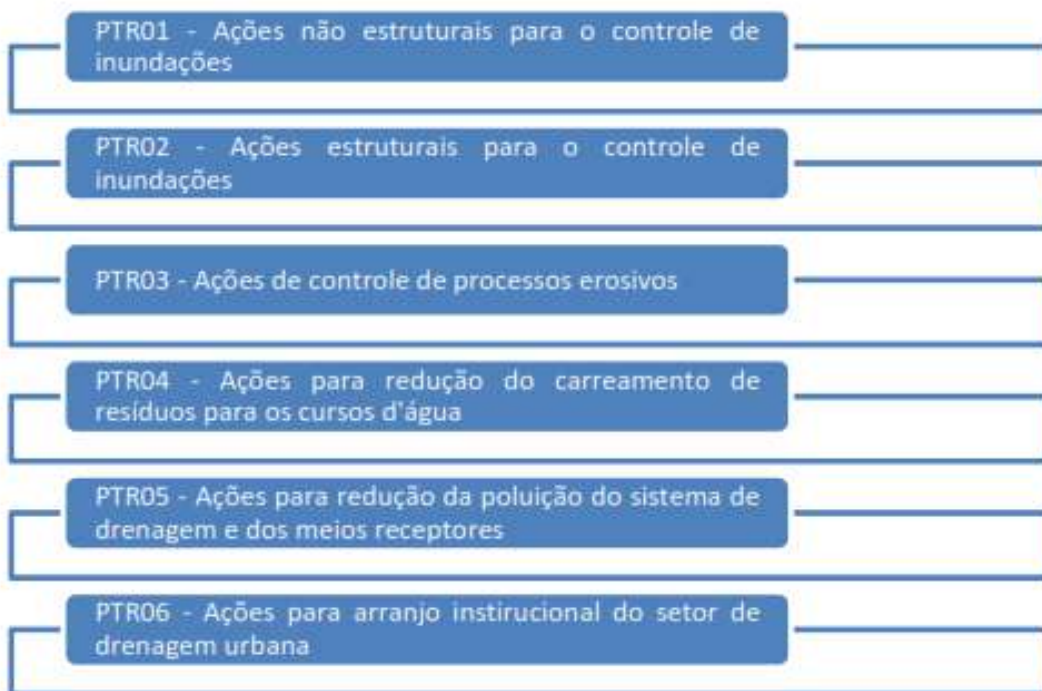 PTR01 - Ações não estruturais para o controle de
inundações
PTR02 - Ações estruturais para o controle de
inundações
PTR03 - Ações de controle de processos erosivos
PTR04 - Ações para redução do carreamento de
resíduos para os cursos d'água
PTR05 - Ações para redução da poluição do sistema de
drenagem e dos meios receptores
PTR06 - Ações para arranjo instirucional do setor de
drenagem urbana